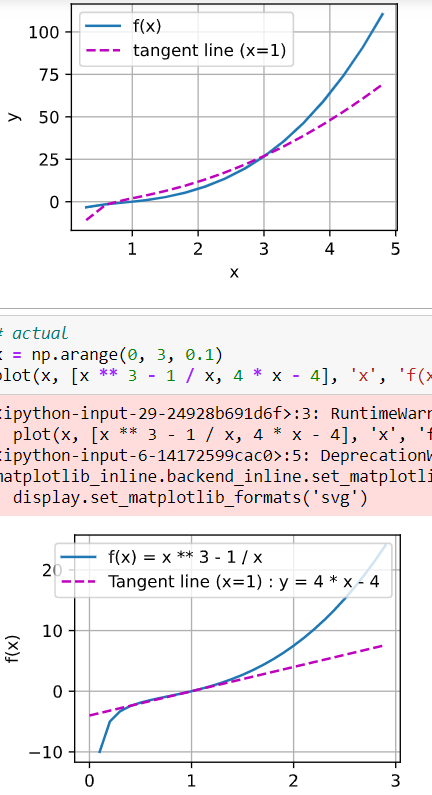 f(x)
tangent line (x=1)
100
75
50
25
0
y
1 2 3 4 5
x
# actual
x = np.arange(0, 3, 0.1)
plot(x, [x ** 3 - 1 / x, 4 * x - 4], 'x', 'f(x
ipython-input-29-24928b691d6f>:3: RuntimeWarn
plot(x, [x ** 3 - 1 / x, 4 * x - 4], 'x', 'f
ipython-input-6-14172599cac0>:5: DeprecationW
matplotlib_inline.backend_inline.set_matplotli
display.set_matplotlib_formats('svg')
f(x) = x ** 3 - 1 / x
Tangent line (x=1) : y = 4 * x - 4
20
10
0
−10
f(x)
0 1 2 3